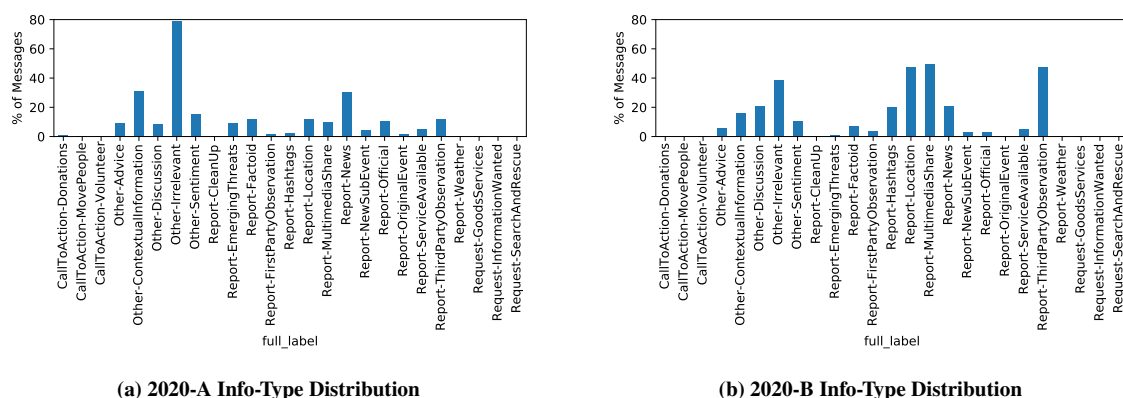 80
60
40
20
0
% of Messages
CallToAction-Donations
CallToAction-MovePeople
CallToAction-Volunteer
Other-Advice
Other-ContextualInformation
Other-Discussion
Other-Irrelevant
Other-Sentiment
Report-CleanUp
Report-EmergingThreats
Report-Factoid
Report-FirstPartyObservation
Report-Hashtags
Report-Location
Report-MultimediaShare
Report-News
Report-NewSubEvent
Report-Official
Report-OriginalEvent
Report-ServiceAvailable
Report-ThirdPartyObservation
Report-Weather
Request-GoodsServices
Request-InformationWanted
Request-SearchAndRescue
full_label
(a) 2020-A Info-Type Distribution
80
60
40
20
0
% of Messages
CallToAction-Donations
CallToAction-MovePeople
CallToAction-Volunteer
Other-Advice
Other-ContextualInformation
Other-Discussion
Other-Irrelevant
Other-Sentiment
Report-CleanUp
Report-EmergingThreats
Report-Factoid
Report-FirstPartyObservation
Report-Hashtags
Report-Location
Report-MultimediaShare
Report-News
Report-NewSubEvent
Report-Official
Report-OriginalEvent
Report-ServiceAvailable
Report-ThirdPartyObservation
Report-Weather
Request-GoodsServices
Request-InformationWanted
Request-SearchAndRescue
full_label
(b) 2020-B Info-Type Distribution